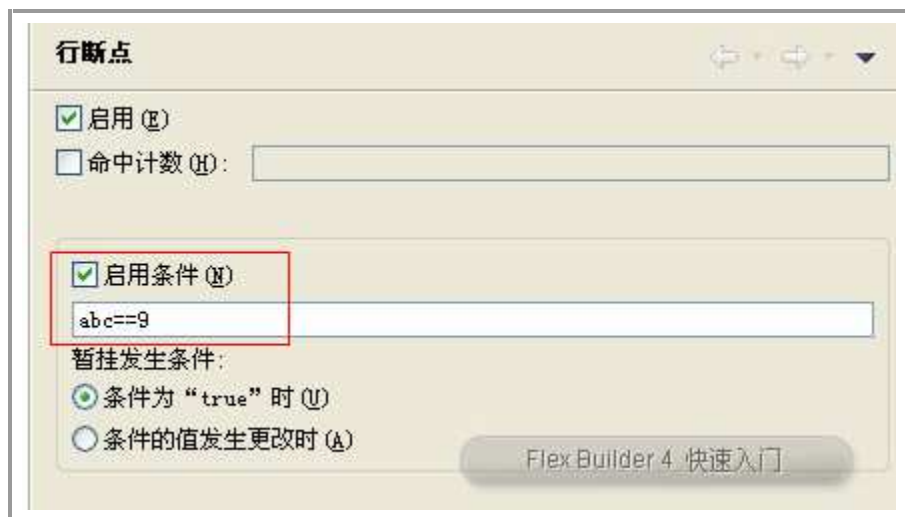 行断点
启用(E)
命中计数(H):
启用条件(N)
abc==9
暂挂发生条件:
条件为“true”时(U)
条件的值发生更改时(A)
Flex Builder 4 快速入门